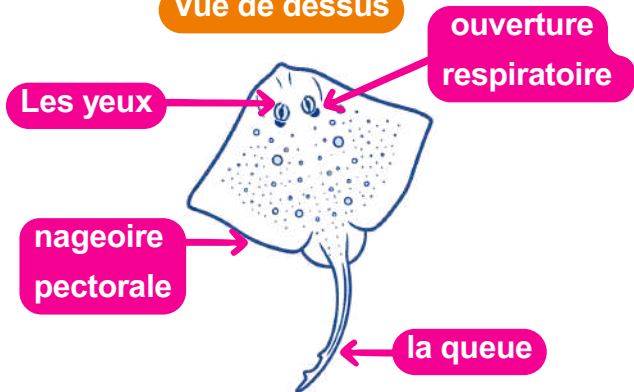 vue de dessus
ouverture
respiratoire
Les yeux
nageoire
pectorale
la queue